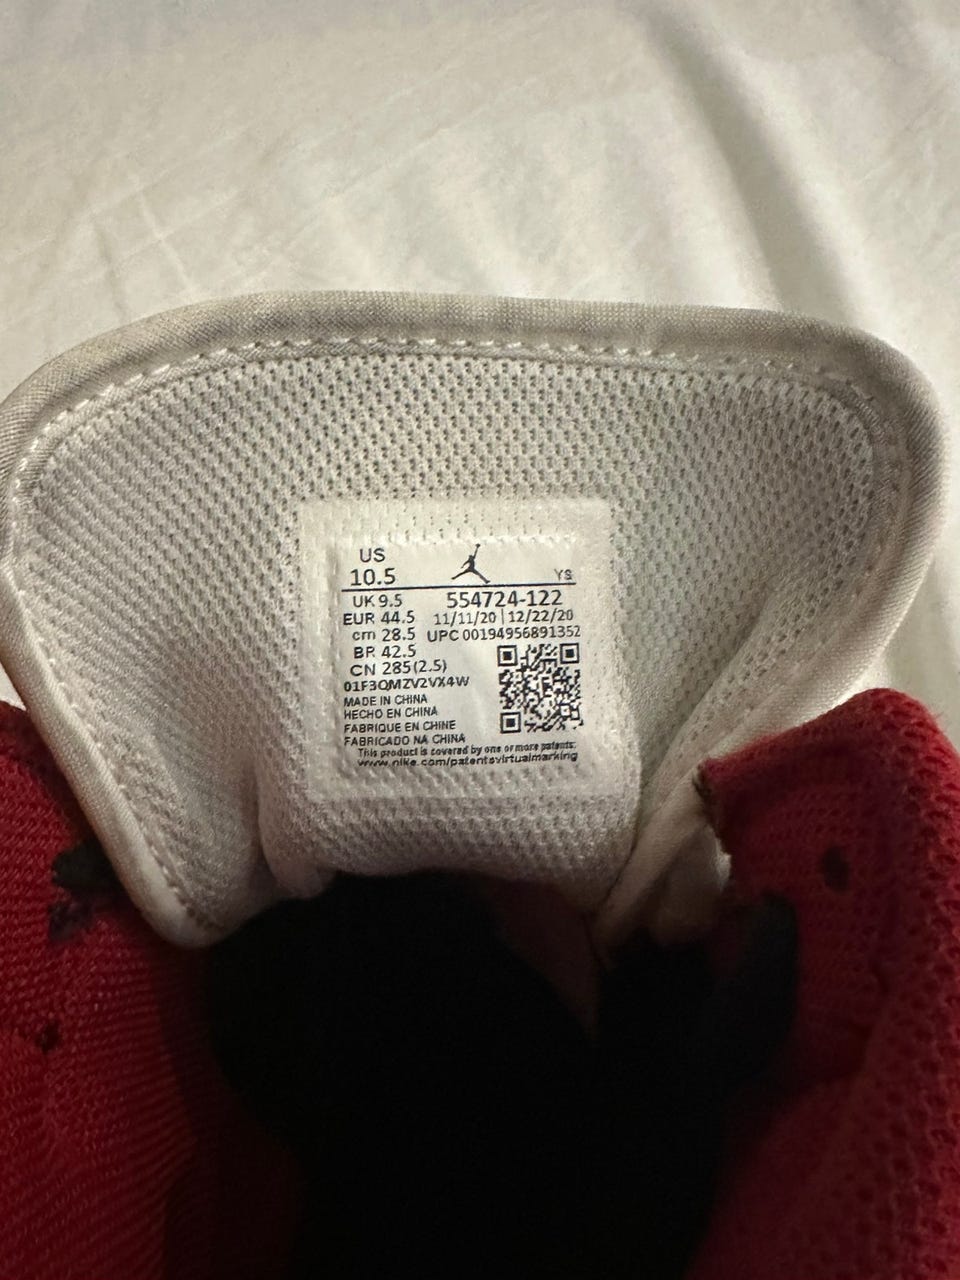 US
10.5 YS
UK 9.5 554724-122
EUR 44.5 11/11/20 | 12/22/20
cm 28.5 UPC 00194956891352
BR 42.5
CN 285(2.5)
01F3QMZV2VX4W
MADE IN CHINA
HECHO EN CHINA
FABRIQUE EN CHINE
FABRICADO NA CHINA
This product is covered by one or more patents:
www.nike.com/patentsvirtualmarking